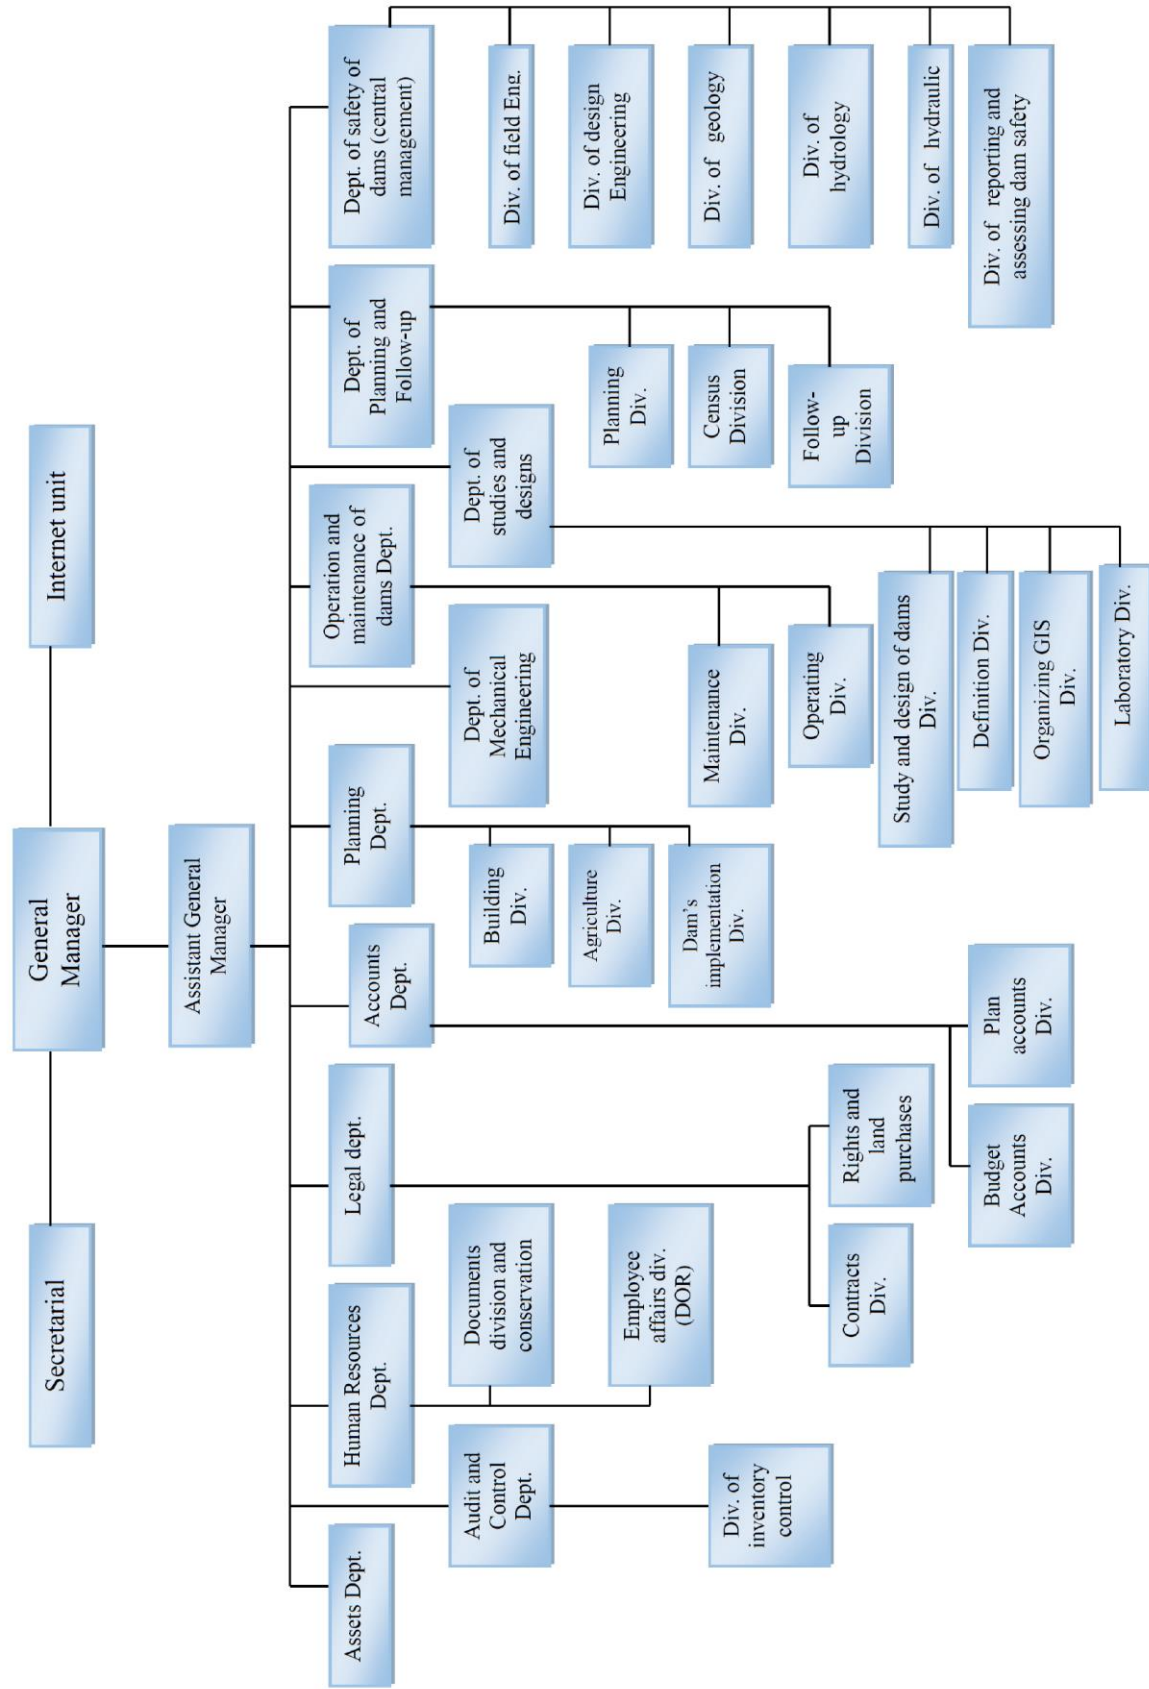 Secretarial
General
Manager
Internet unit
Assistant General
Manager
Assets Dept.
Audit and
Control
Dept.
Div. of
inventory
control
Human Resources
Dept.
Documents
division and
conservation
Employee
affairs div.
(DOR)
Legal dept.
Contracts
Div.
Rights and
land
purchases
Accounts
Dept.
Budget
Accounts
Div.
Plan
accounts
Div.
Planning
Dept.
Building
Div.
Agriculture
Div.
Dam's
implementation
Div.
Dept. of
Mechanical
Engineering
Operation and
maintenance of
dams Dept.
Maintenance
Div.
Operating
Div.
Dept. of
studies and
designs
Study and design of dams
Div.
Definition Div.
Organizing GIS
Div.
Laboratory Div.
Dept. of
Planning and
Follow-up
Planning
Div.
Census
Division
Follow-
up
Division
Dept. of safety of
dams (central
management)
Div. of field Eng.
Div. of design
Engineering
Div. of geology
Div. of
hydrology
Div. of hydraulic
Div. of reporting and
assessing dam safety